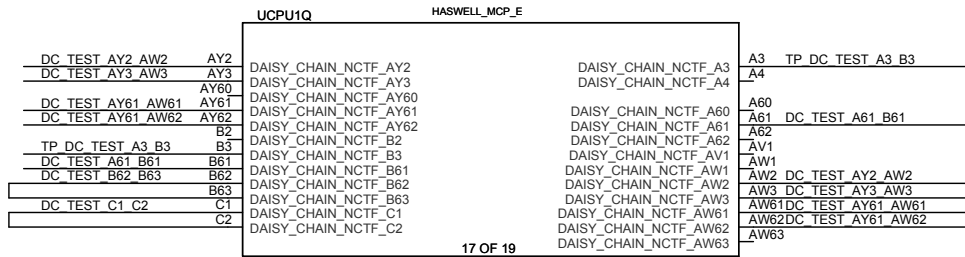 UCPU1Q HASWELL_MCP_E
DC_TEST_AY2_AW2 AY2 DAISY_CHAIN_NCTF_AY2
DC_TEST_AY3_AW3 AY3 DAISY_CHAIN_NCTF_AY3
AY60 DAISY_CHAIN_NCTF_AY60
DC_TEST_AY61_AW61 AY61 DAISY_CHAIN_NCTF_AY61
DC_TEST_AY61_AW62 AY62 DAISY_CHAIN_NCTF_AY62
B2 DAISY_CHAIN_NCTF_B2
TP_DC_TEST_A3_B3 B3 DAISY_CHAIN_NCTF_B3
DC_TEST_A61_B61 B61 DAISY_CHAIN_NCTF_B61
DC_TEST_B62_B63 B62 DAISY_CHAIN_NCTF_B62
B63 DAISY_CHAIN_NCTF_B63
DC_TEST_C1_C2 C1 DAISY_CHAIN_NCTF_C1
C2 DAISY_CHAIN_NCTF_C2
DAISY_CHAIN_NCTF_A3 A3 TP_DC_TEST_A3_B3
DAISY_CHAIN_NCTF_A4 A4
DAISY_CHAIN_NCTF_A60 A60
DAISY_CHAIN_NCTF_A61 A61 DC_TEST_A61_B61
DAISY_CHAIN_NCTF_A62 A62
DAISY_CHAIN_NCTF_AV1 AV1
DAISY_CHAIN_NCTF_AW1 AW1
DAISY_CHAIN_NCTF_AW2 AW2 DC_TEST_AY2_AW2
DAISY_CHAIN_NCTF_AW3 AW3 DC_TEST_AY3_AW3
DAISY_CHAIN_NCTF_AW61 AW61 DC_TEST_AY61_AW61
DAISY_CHAIN_NCTF_AW62 AW62 DC_TEST_AY61_AW62
DAISY_CHAIN_NCTF_AW63 AW63
17 OF 19